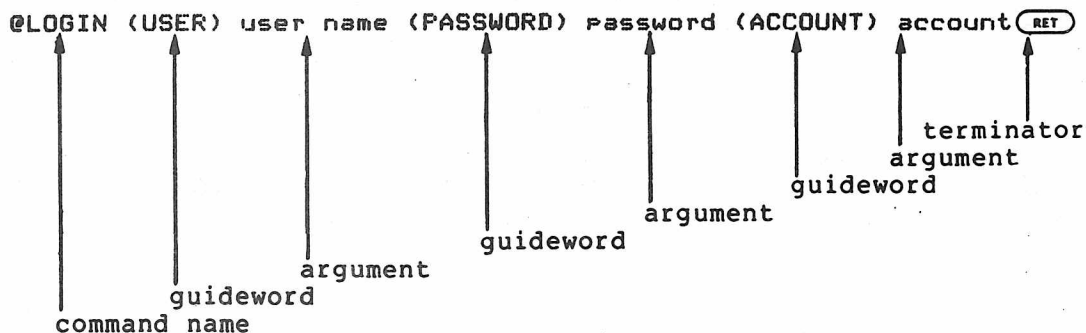 @LOGIN (USER) user name (PASSWORD) password (ACCOUNT) account RET
terminator
argument
guideword
argument
guideword
argument
guideword
command name